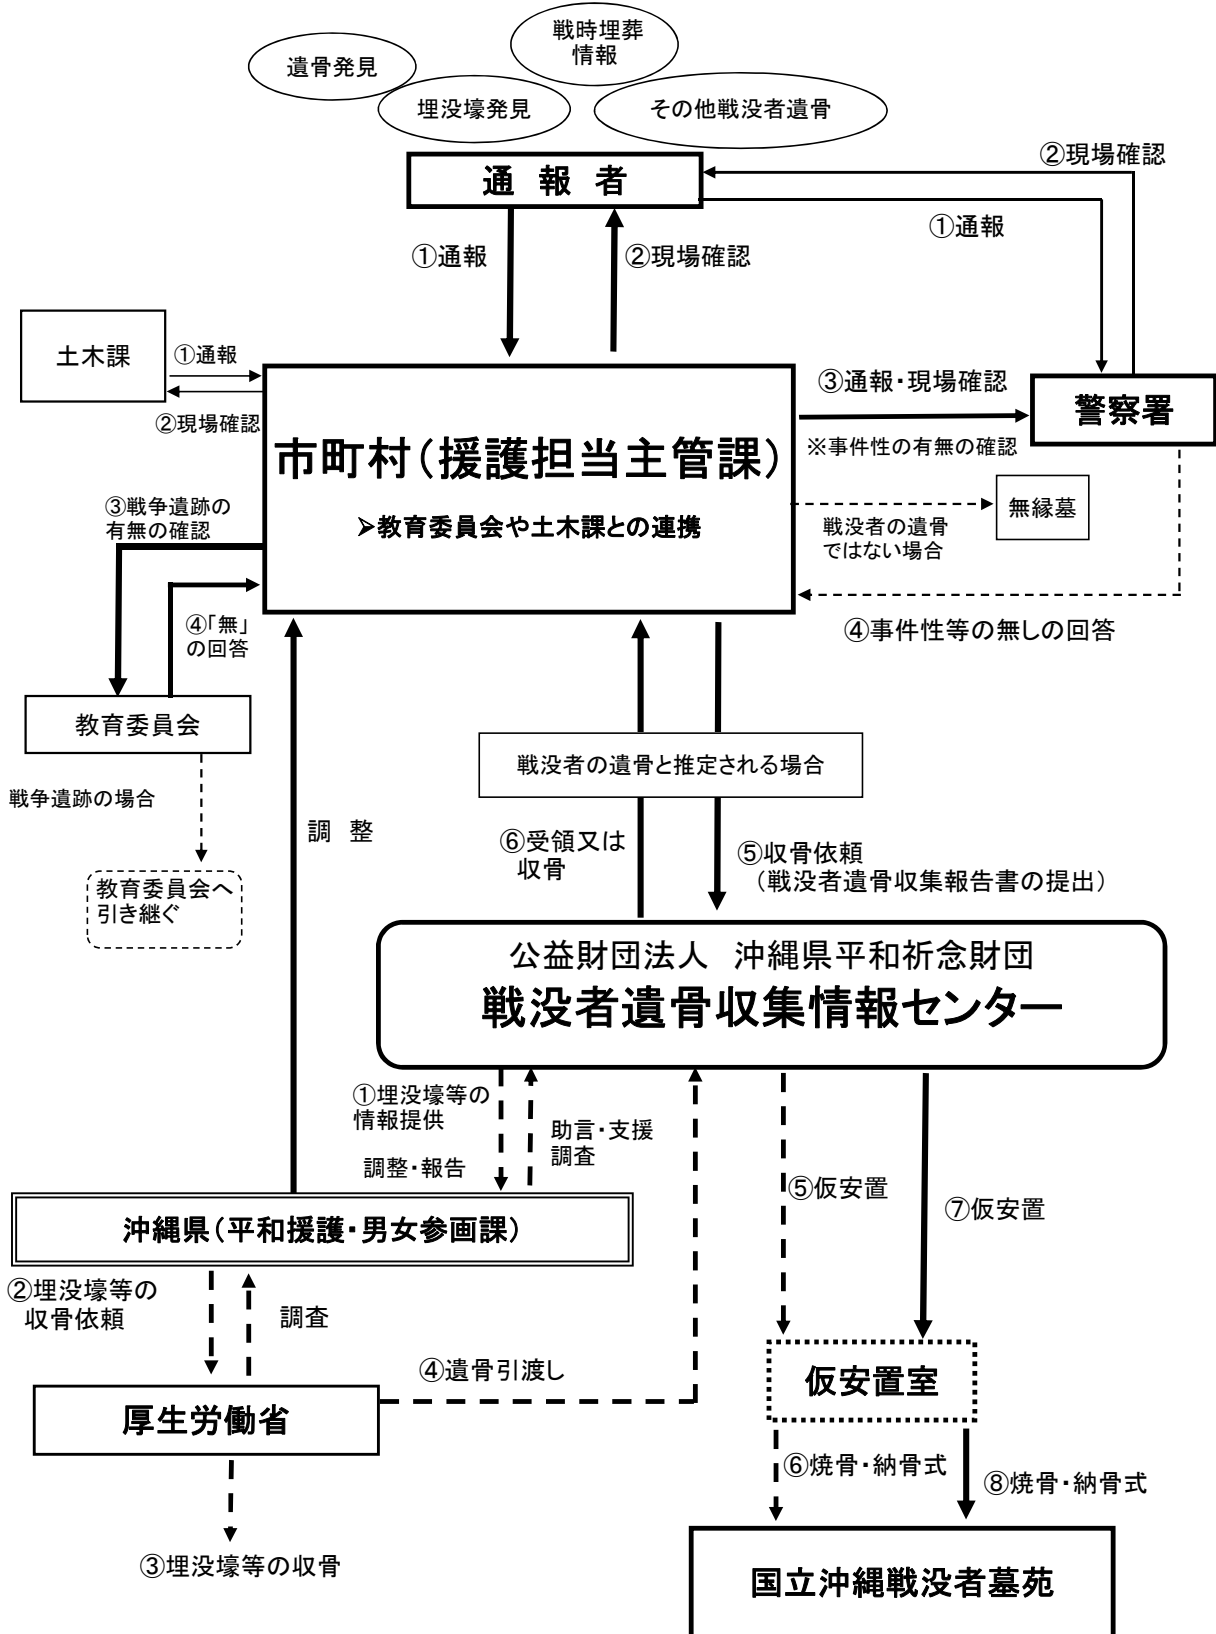 戦時埋葬
情報
遺骨発見
埋没壕発見
その他戦没者遺骨
通　報　者
②現場確認
①通報
①通報
②現場確認
土木課
①通報
②現場確認
市町村（援護担当主管課）
➢教育委員会や土木課との連携
③通報・現場確認
※事件性の有無の確認
警察署
無縁墓
戦没者の遺骨
ではない場合
④事件性等の無しの回答
③戦争遺跡の
有無の確認
④「無」
の回答
教育委員会
戦争遺跡の場合
教育委員会へ
引き継ぐ
調　整
戦没者の遺骨と推定される場合
⑥受領又は
収骨
⑤収骨依頼
（戦没者遺骨収集報告書の提出）
公益財団法人　沖縄県平和祈念財団
戦没者遺骨収集情報センター
①埋没壕等の
情報提供
調整・報告
助言・支援
調査
⑤仮安置
⑦仮安置
沖縄県（平和援護・男女参画課）
②埋没壕等の
収骨依頼
調査
④遺骨引渡し
厚生労働省
③埋没壕等の収骨
仮安置室
⑥焼骨・納骨式
⑧焼骨・納骨式
国立沖縄戦没者墓苑